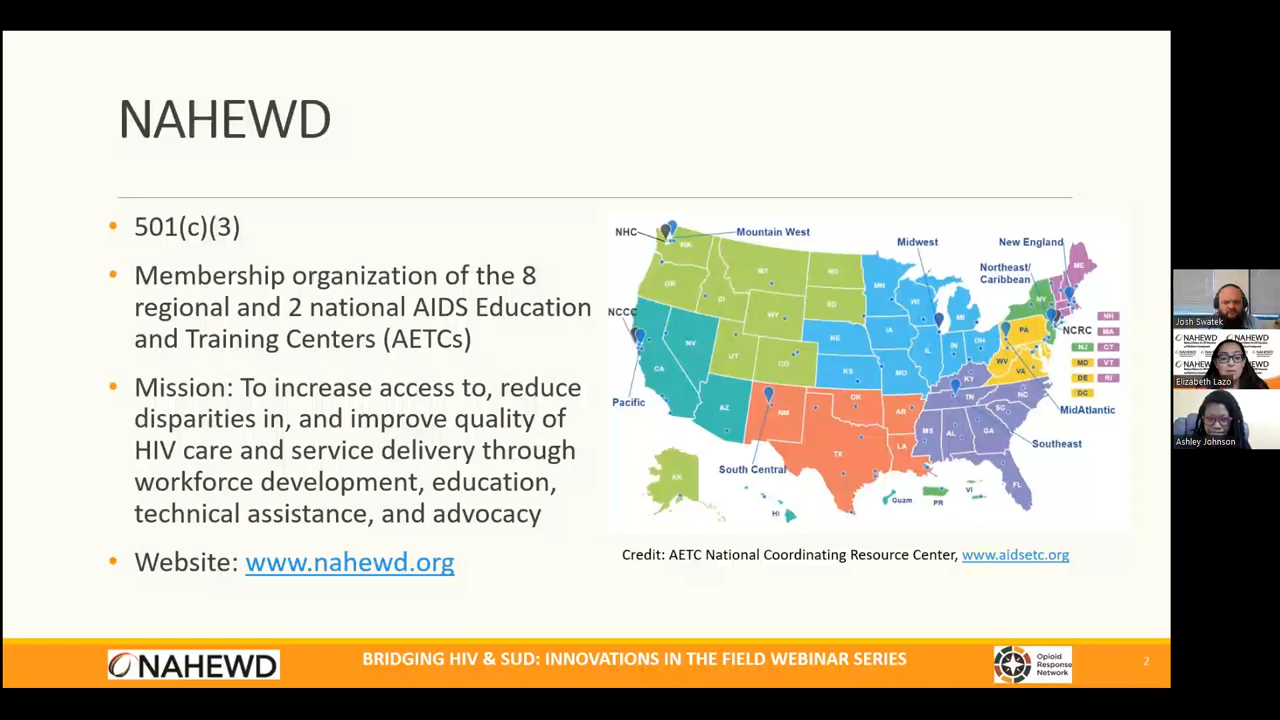 NAHEWD
501(c)(3)
Membership organization of the 8
regional and 2 national AIDS Education
and Training Centers (AETCs)
Mission: To increase access to, reduce
disparities in, and improve quality of
HIV care and service delivery through
workforce development, education,
technical assistance, and advocacy
Website: www.nahewd.org
NHC
Mountain West
Midwest
New England
Northeast/
Caribbean
NCCC
NCRC
Pacific
MidAtlantic
Southeast
South Central
WA
OR
ID
MT
ND
SD
WY
UT
CO
NV
CA
AZ
NM
TX
OK
AR
LA
MN
WI
IA
NE
KS
MO
IL
IN
MI
OH
KY
TN
MS
AL
GA
SC
NC
FL
VA
WV
PA
NY
ME
NH
MA
NJ
CT
MD
VT
DE
RI
DC
AK
HI
Guam
PR
VI
Credit: AETC National Coordinating Resource Center, www.aidsetc.org
NAHEWD
BRIDGING HIV & SUD: INNOVATIONS IN THE FIELD WEBINAR SERIES
Opioid
Response
Network
2
Josh Swatek
Elizabeth Lazo
Ashley Johnson